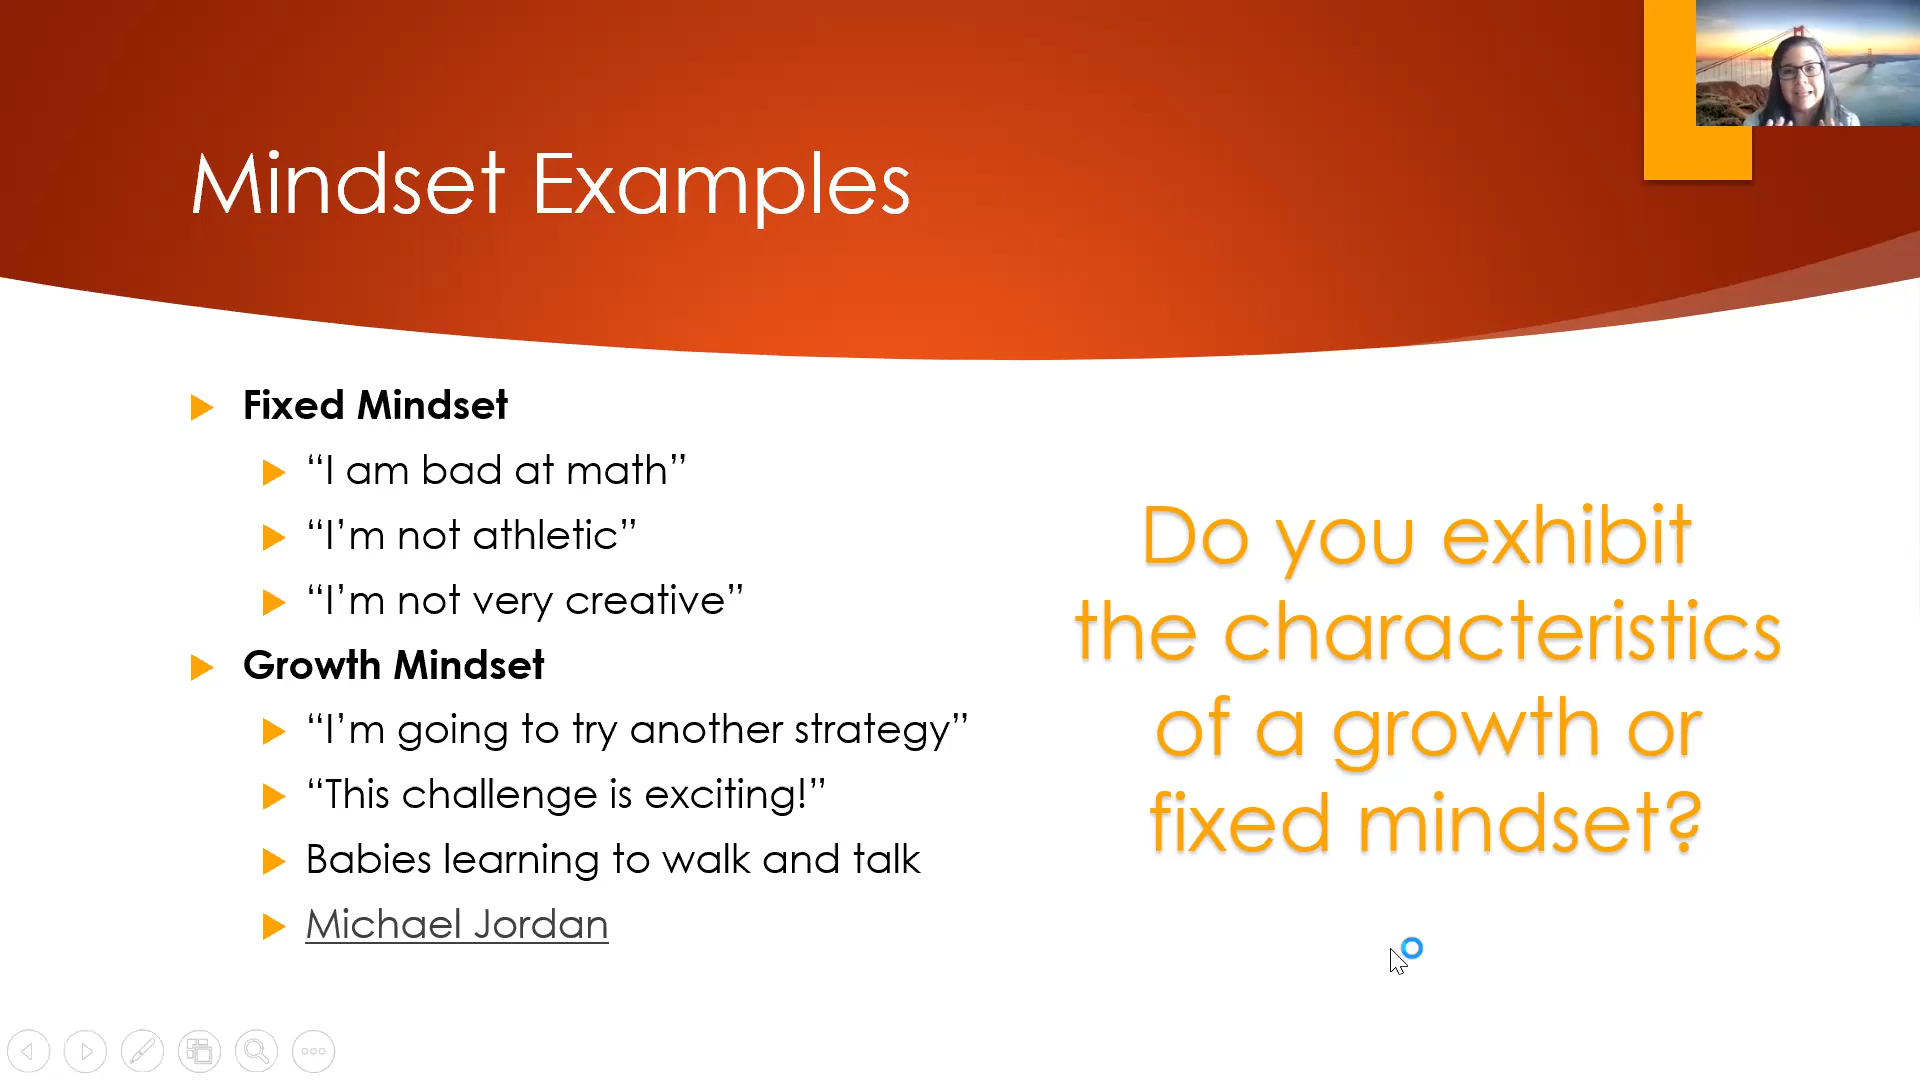 Mindset Examples
Fixed Mindset
“I am bad at math”
“I’m not athletic”
“I’m not very creative”
Growth Mindset
“I’m going to try another strategy”
“This challenge is exciting!”
Babies learning to walk and talk
Michael Jordan
Do you exhibit
the characteristics
of a growth or
fixed mindset?